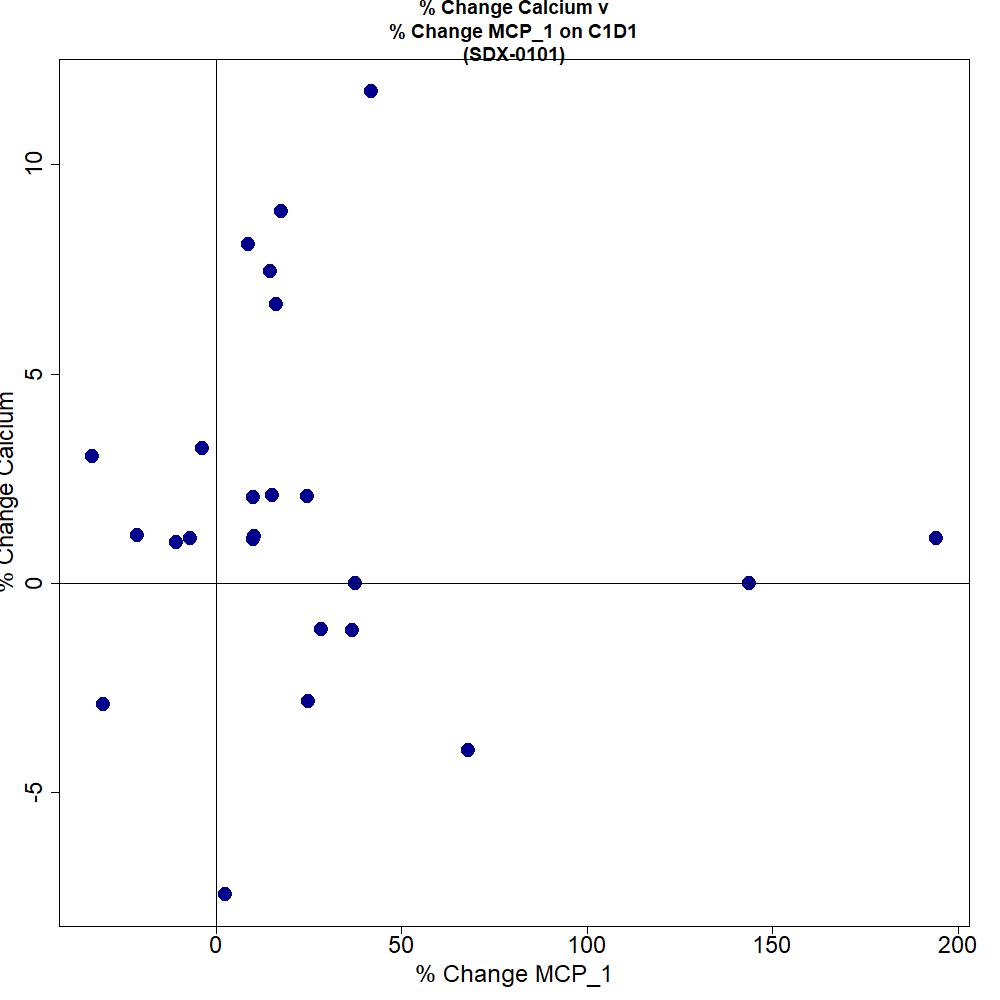 % Change Calcium v
% Change MCP_1 on C1D1
(SDX-0101)
% Change Calcium
10
5
0
-5
0
50
100
150
200
% Change MCP_1